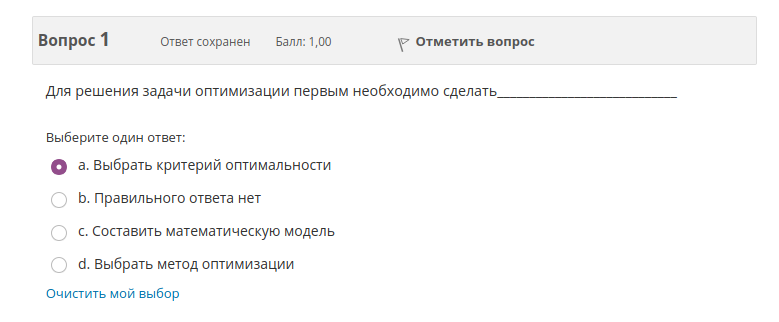 Вопрос 1 Ответ сохранен Балл: 1,00 Отметить вопрос
Для решения задачи оптимизации первым необходимо сделать___________________________
Выберите один ответ:
a. Выбрать критерий оптимальности
b. Правильного ответа нет
c. Составить математическую модель
d. Выбрать метод оптимизации
Очистить мой выбор